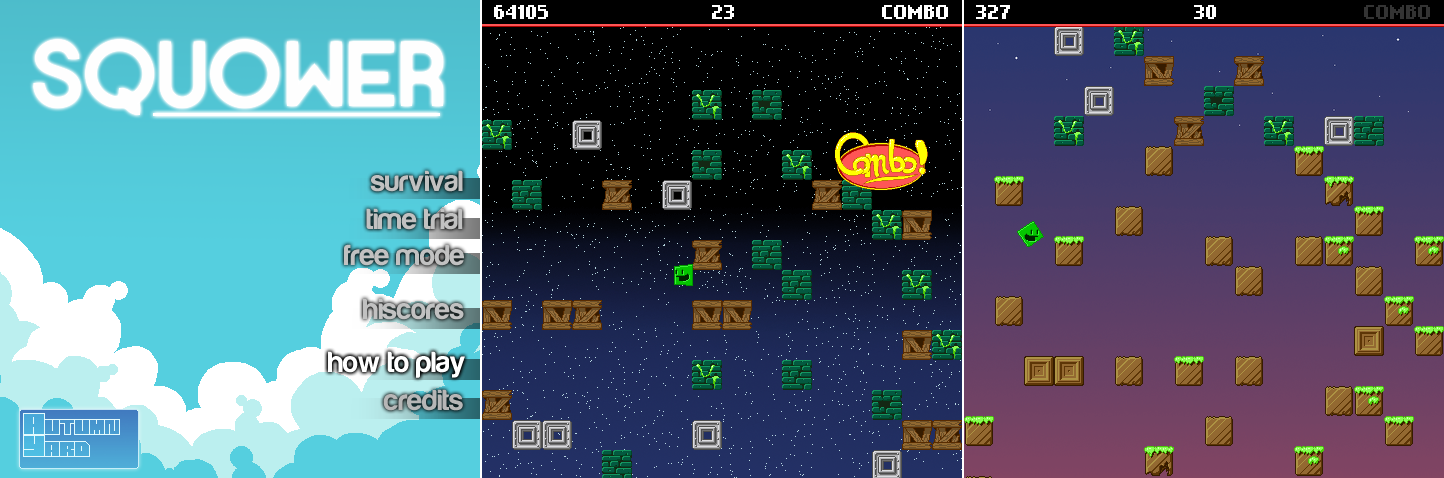 SQUOWER
survival
time trial
free mode
hiscores
how to play
credits
AUTUMN
YARD
64105 23 COMBO
Combo!
327 30 COMBO